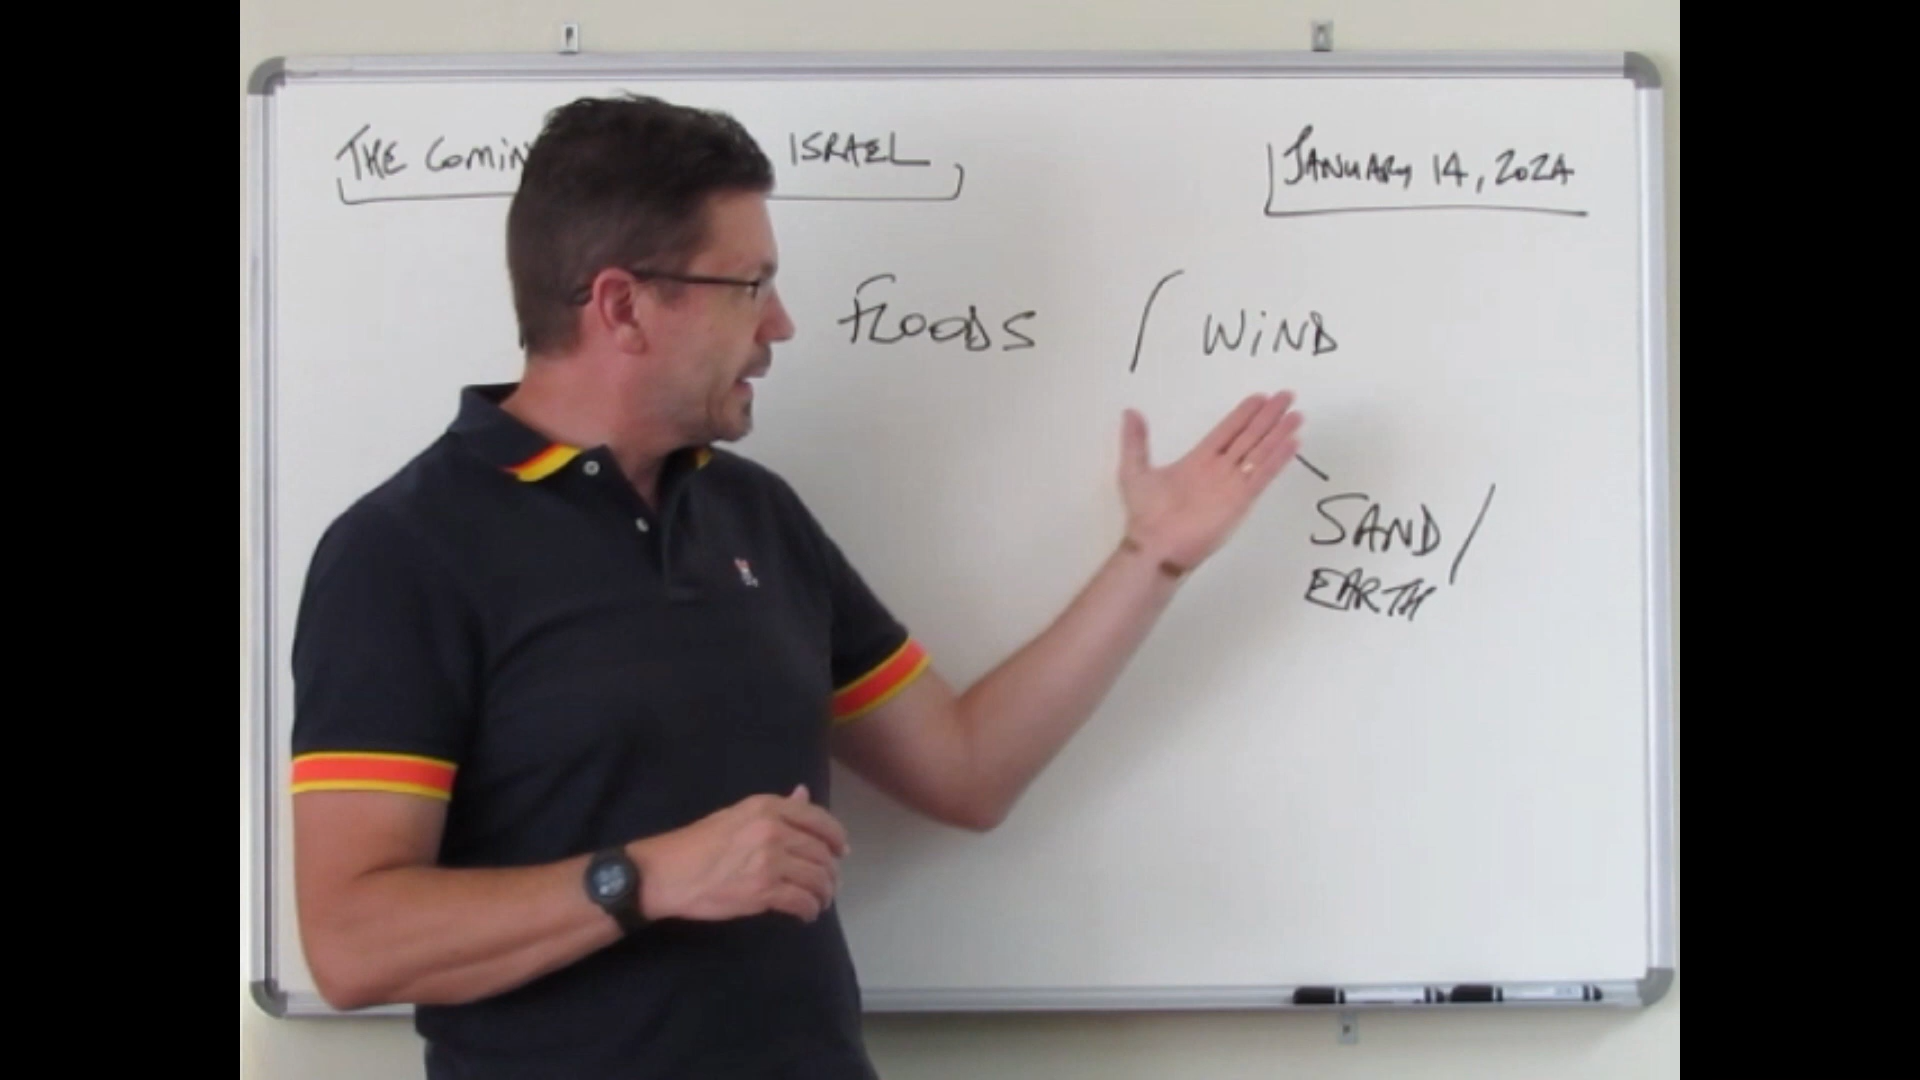 THE COMIN ISRAEL
JANUARY 14, 2024
FLOODS / WIND
SAND /
EARTH